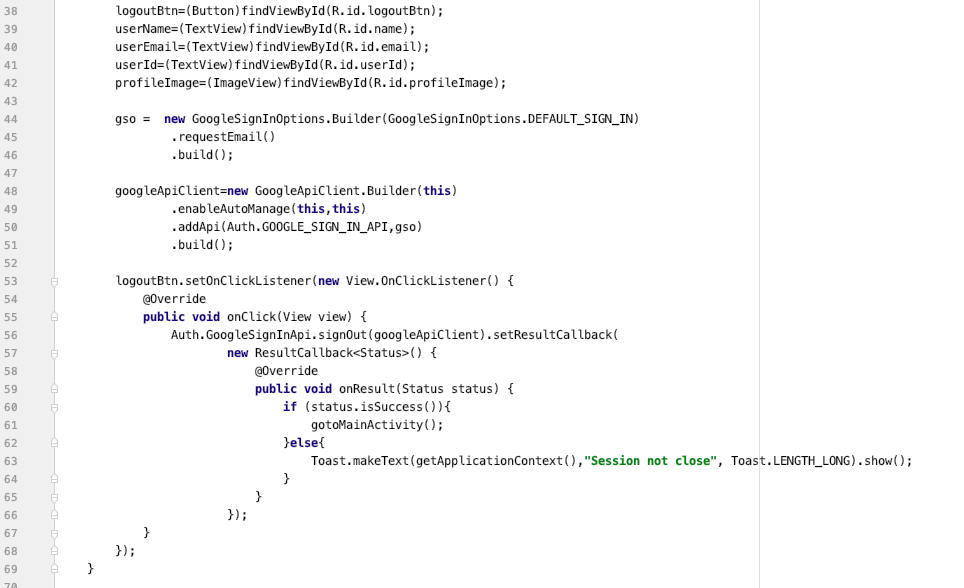 38 logoutBtn=(Button)findViewById(R.id.logoutBtn);
39 userName=(TextView)findViewById(R.id.name);
40 userEmail=(TextView)findViewById(R.id.email);
41 userId=(TextView)findViewById(R.id.userId);
42 profileImage=(ImageView)findViewById(R.id.profileImage);
43
44 gso =  new GoogleSignInOptions.Builder(GoogleSignInOptions.DEFAULT_SIGN_IN)
45 .requestEmail()
46 .build();
47
48 googleApiClient=new GoogleApiClient.Builder(this)
49 .enableAutoManage(this,this)
50 .addApi(Auth.GOOGLE_SIGN_IN_API,gso)
51 .build();
52
53 logoutBtn.setOnClickListener(new View.OnClickListener() {
54 @Override
55 public void onClick(View view) {
56 Auth.GoogleSignInApi.signOut(googleApiClient).setResultCallback(
57 new ResultCallback<Status>() {
58 @Override
59 public void onResult(Status status) {
60 if (status.isSuccess()){
61 gotoMainActivity();
62 }else{
63 Toast.makeText(getApplicationContext(),"Session not close", Toast.LENGTH_LONG).show();
64 }
65 }
66 });
67 }
68 });
69 }
70